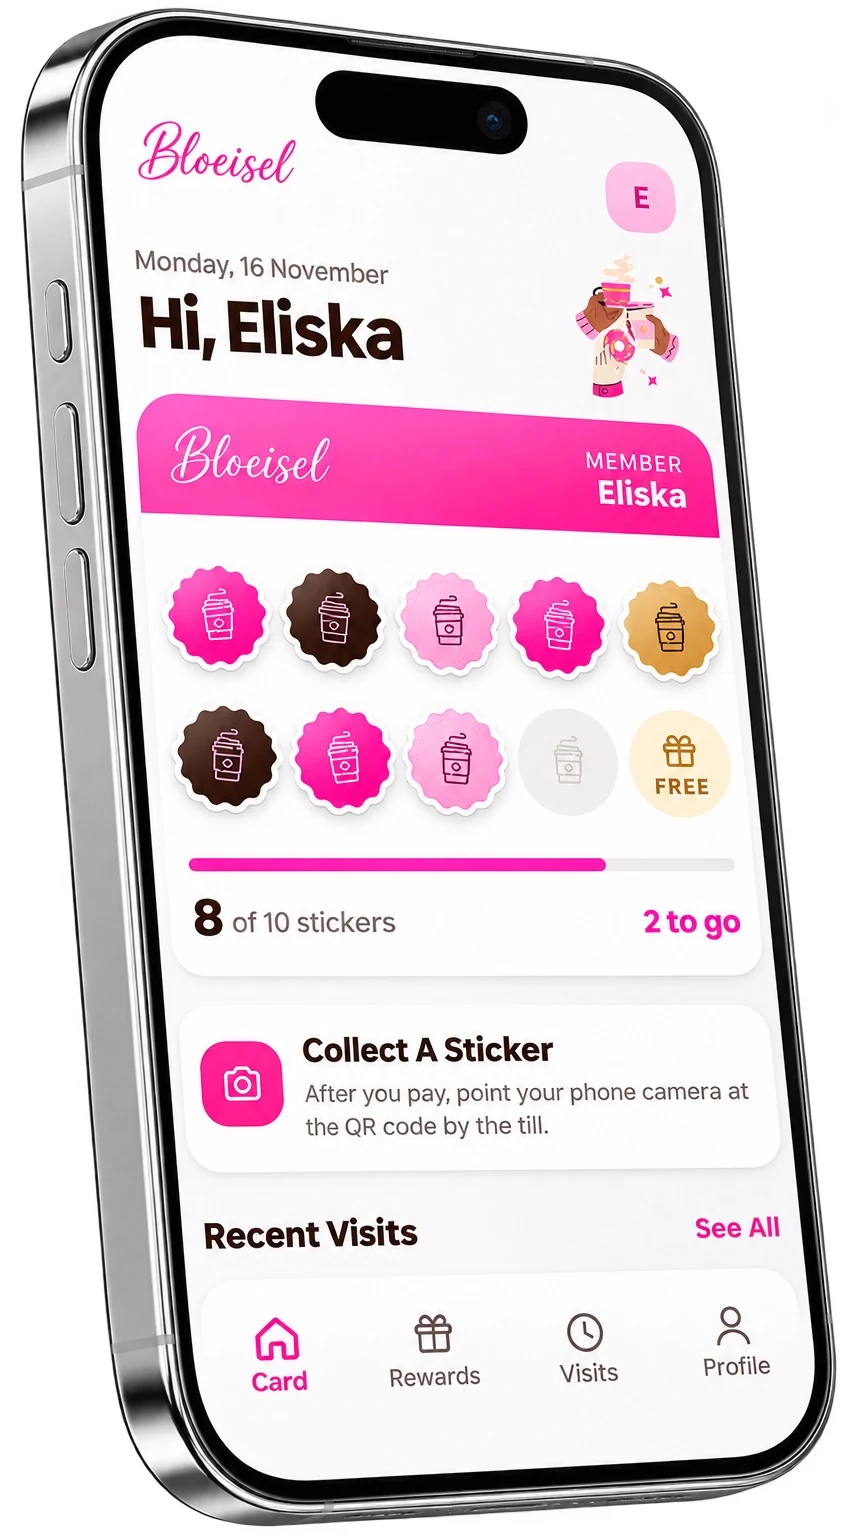 Bloeisel
E
Monday, 16 November
Hi, Eliska
Bloeisel
MEMBER
Eliska
FREE
8 of 10 stickers
2 to go
Collect A Sticker
After you pay, point your phone camera at
the QR code by the till.
Recent Visits
See All
Card
Rewards
Visits
Profile